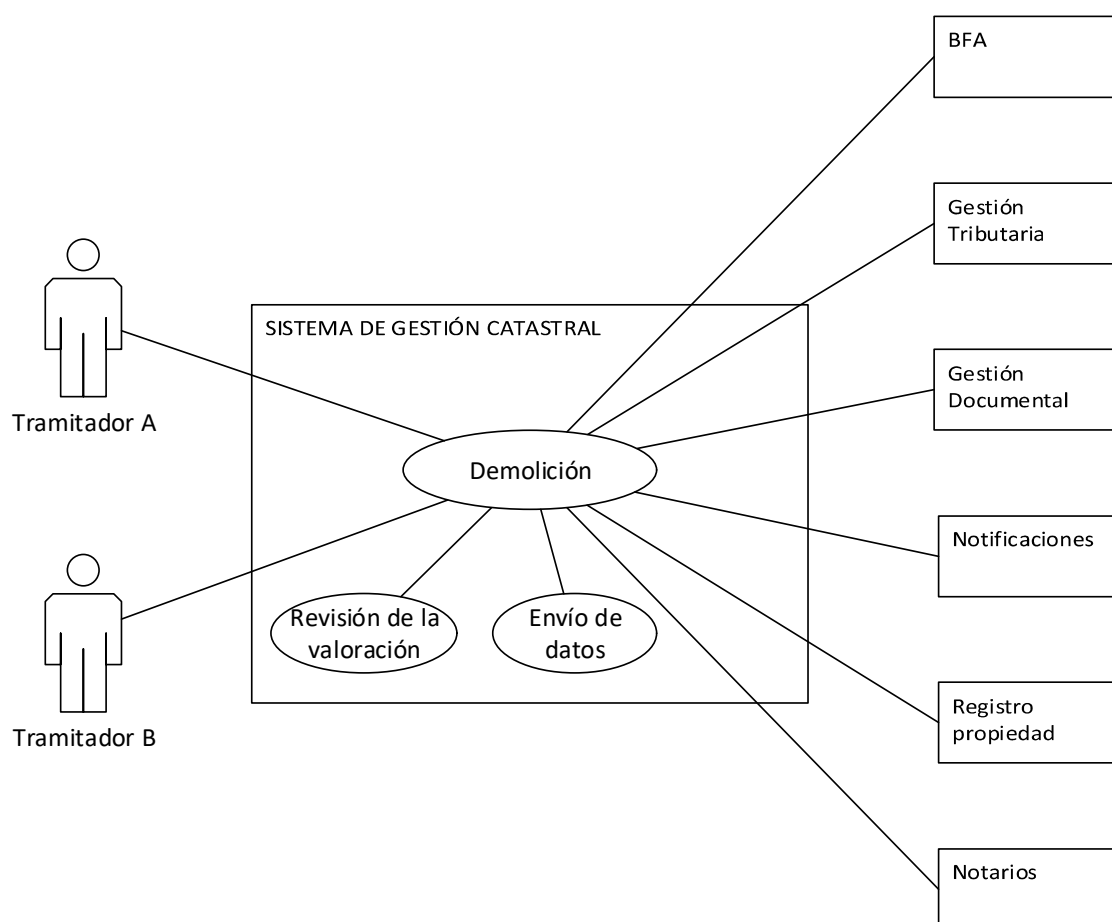 BFA
Gestión
Tributaria
SISTEMA DE GESTIÓN CATASTRAL
Gestión
Documental
Tramitador A
Demolición
Notificaciones
Revisión de la
valoración
Envío de
datos
Registro
propiedad
Tramitador B
Notarios